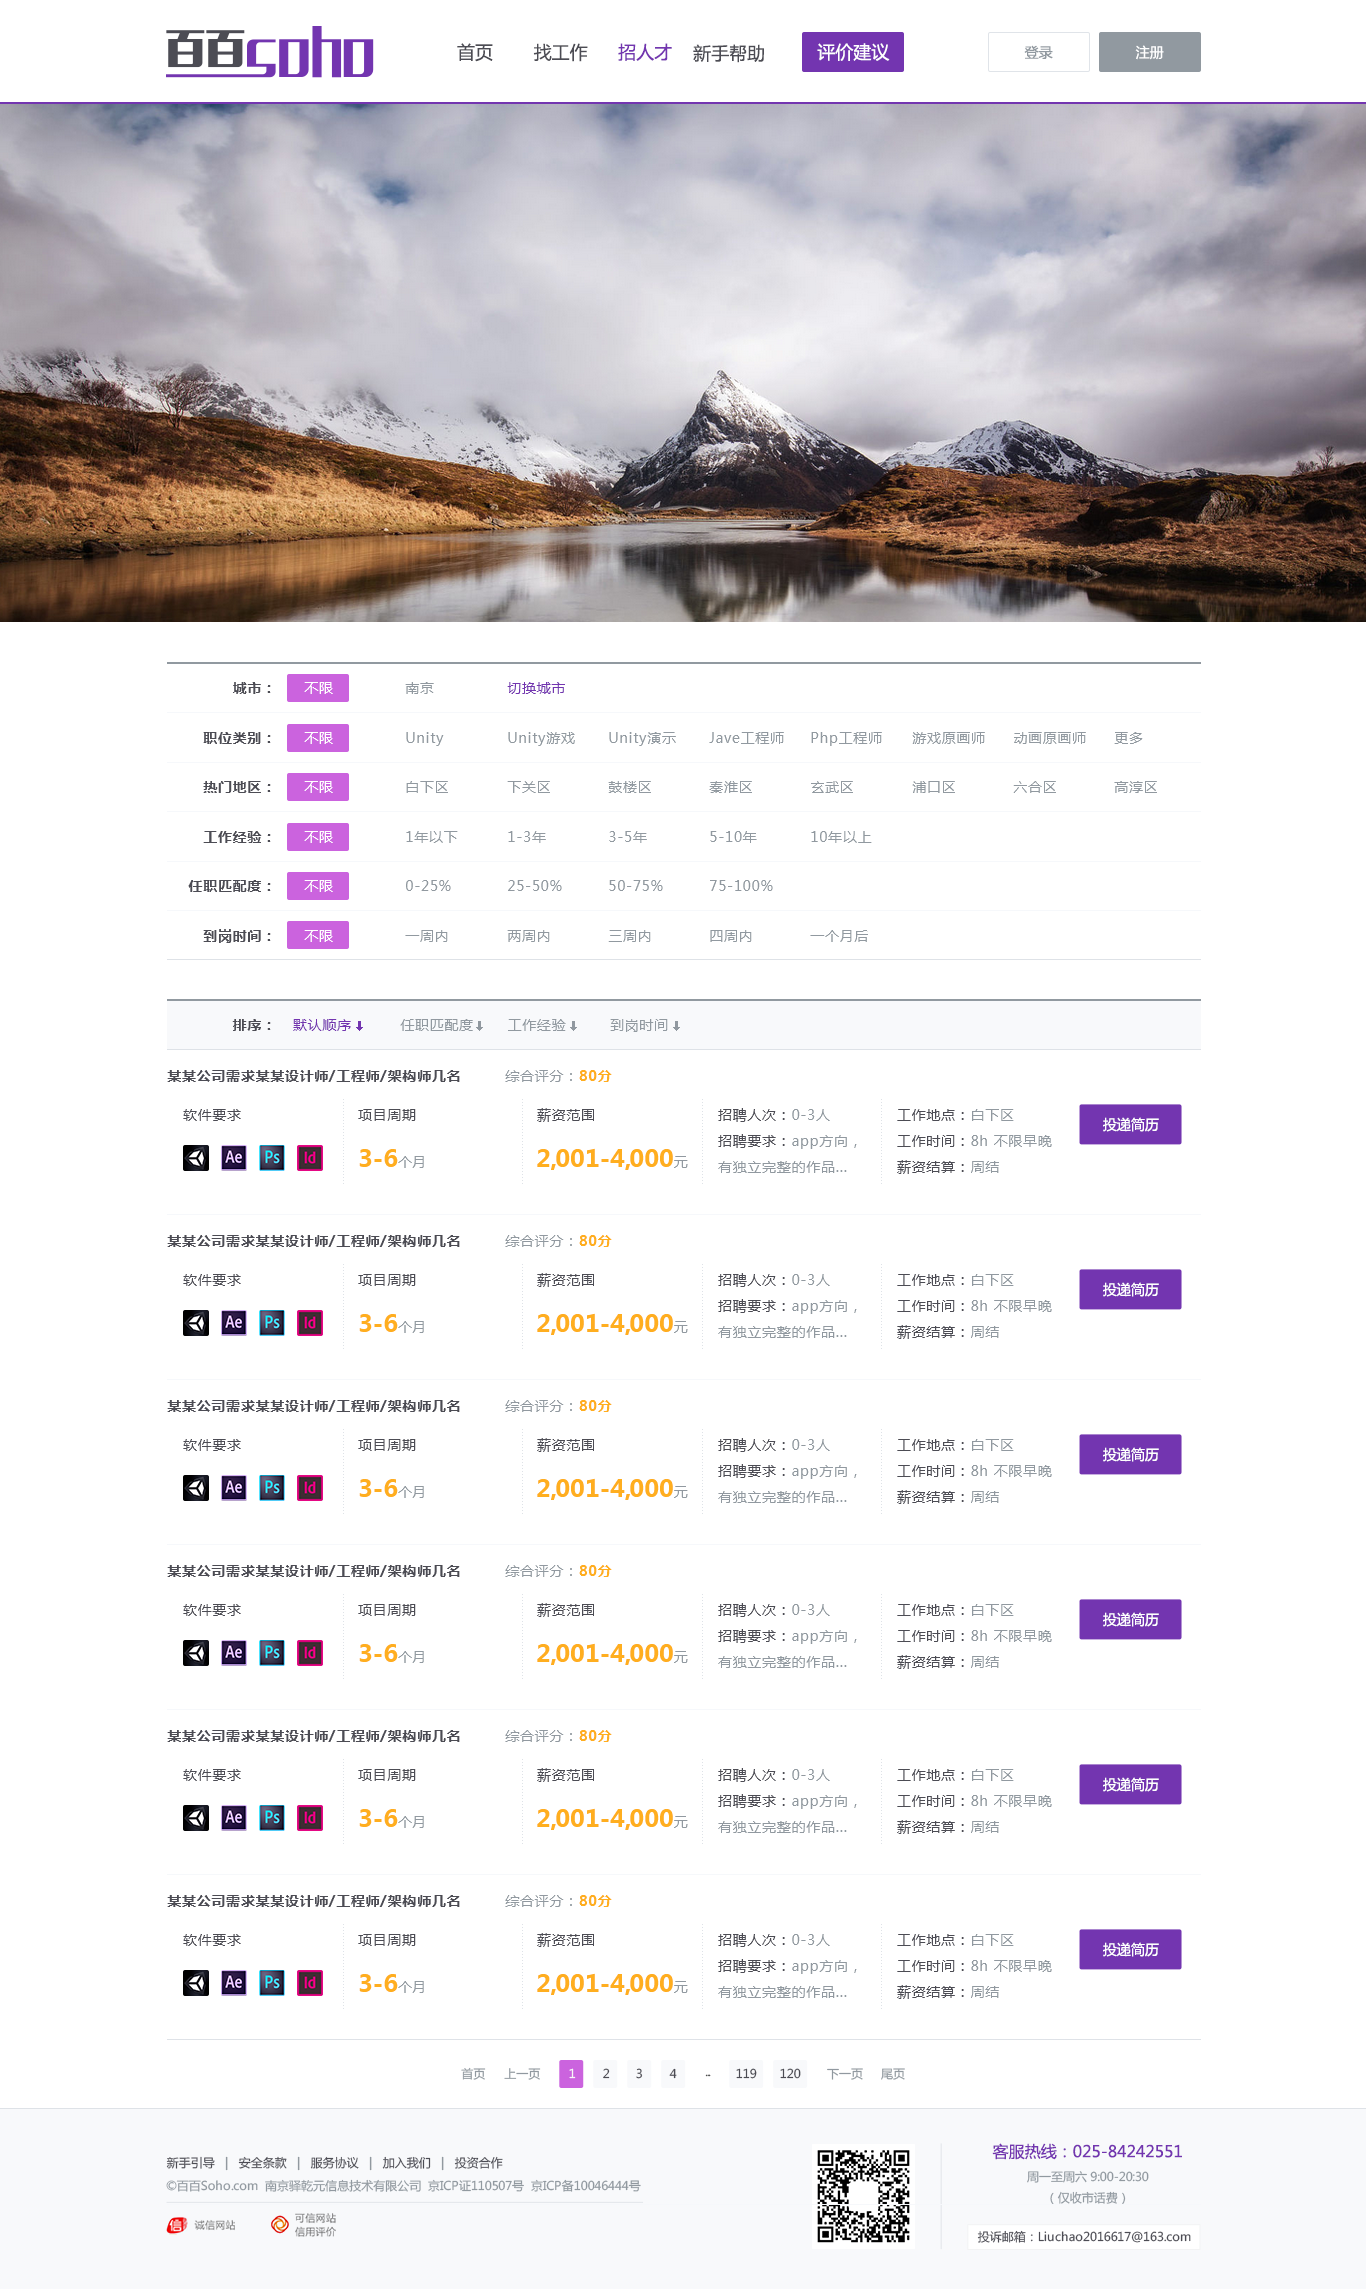 百百soho 首页 找工作 招人才 新手帮助 评价建议 登录 注册
城市： 不限 南京 切换城市
职位类别： 不限 Unity Unity游戏 Unity演示 Jave工程师 Php工程师 游戏原画师 动画原画师 更多
热门地区： 不限 白下区 下关区 鼓楼区 秦淮区 玄武区 浦口区 六合区 高淳区
工作经验： 不限 1年以下 1-3年 3-5年 5-10年 10年以上
任职匹配度： 不限 0-25% 25-50% 50-75% 75-100%
到岗时间： 不限 一周内 两周内 三周内 四周内 一个月后
排序： 默认顺序 任职匹配度 工作经验 到岗时间
某某公司需求某某设计师/工程师/架构师几名 综合评分：80分
软件要求 项目周期 薪资范围 招聘人次：0-3人 工作地点：白下区 投递简历
招聘要求：app方向， 工作时间：8h 不限早晚
Ae Ps Id 3-6个月 2,001-4,000元 有独立完整的作品... 薪资结算：周结
某某公司需求某某设计师/工程师/架构师几名 综合评分：80分
软件要求 项目周期 薪资范围 招聘人次：0-3人 工作地点：白下区 投递简历
招聘要求：app方向， 工作时间：8h 不限早晚
Ae Ps Id 3-6个月 2,001-4,000元 有独立完整的作品... 薪资结算：周结
某某公司需求某某设计师/工程师/架构师几名 综合评分：80分
软件要求 项目周期 薪资范围 招聘人次：0-3人 工作地点：白下区 投递简历
招聘要求：app方向， 工作时间：8h 不限早晚
Ae Ps Id 3-6个月 2,001-4,000元 有独立完整的作品... 薪资结算：周结
某某公司需求某某设计师/工程师/架构师几名 综合评分：80分
软件要求 项目周期 薪资范围 招聘人次：0-3人 工作地点：白下区 投递简历
招聘要求：app方向， 工作时间：8h 不限早晚
Ae Ps Id 3-6个月 2,001-4,000元 有独立完整的作品... 薪资结算：周结
某某公司需求某某设计师/工程师/架构师几名 综合评分：80分
软件要求 项目周期 薪资范围 招聘人次：0-3人 工作地点：白下区 投递简历
招聘要求：app方向， 工作时间：8h 不限早晚
Ae Ps Id 3-6个月 2,001-4,000元 有独立完整的作品... 薪资结算：周结
某某公司需求某某设计师/工程师/架构师几名 综合评分：80分
软件要求 项目周期 薪资范围 招聘人次：0-3人 工作地点：白下区 投递简历
招聘要求：app方向， 工作时间：8h 不限早晚
Ae Ps Id 3-6个月 2,001-4,000元 有独立完整的作品... 薪资结算：周结
首页 上一页 1 2 3 4 .. 119 120 下一页 尾页
新手引导 | 安全条款 | 服务协议 | 加入我们 | 投资合作
©百百Soho.com 南京驿乾元信息技术有限公司 京ICP证110507号 京ICP备10046444号
信 诚信网站 可信网站
信用评价
客服热线：025-84242551
周一至周六 9:00-20:30
（仅收市话费）
投诉邮箱：Liuchao2016617@163.com